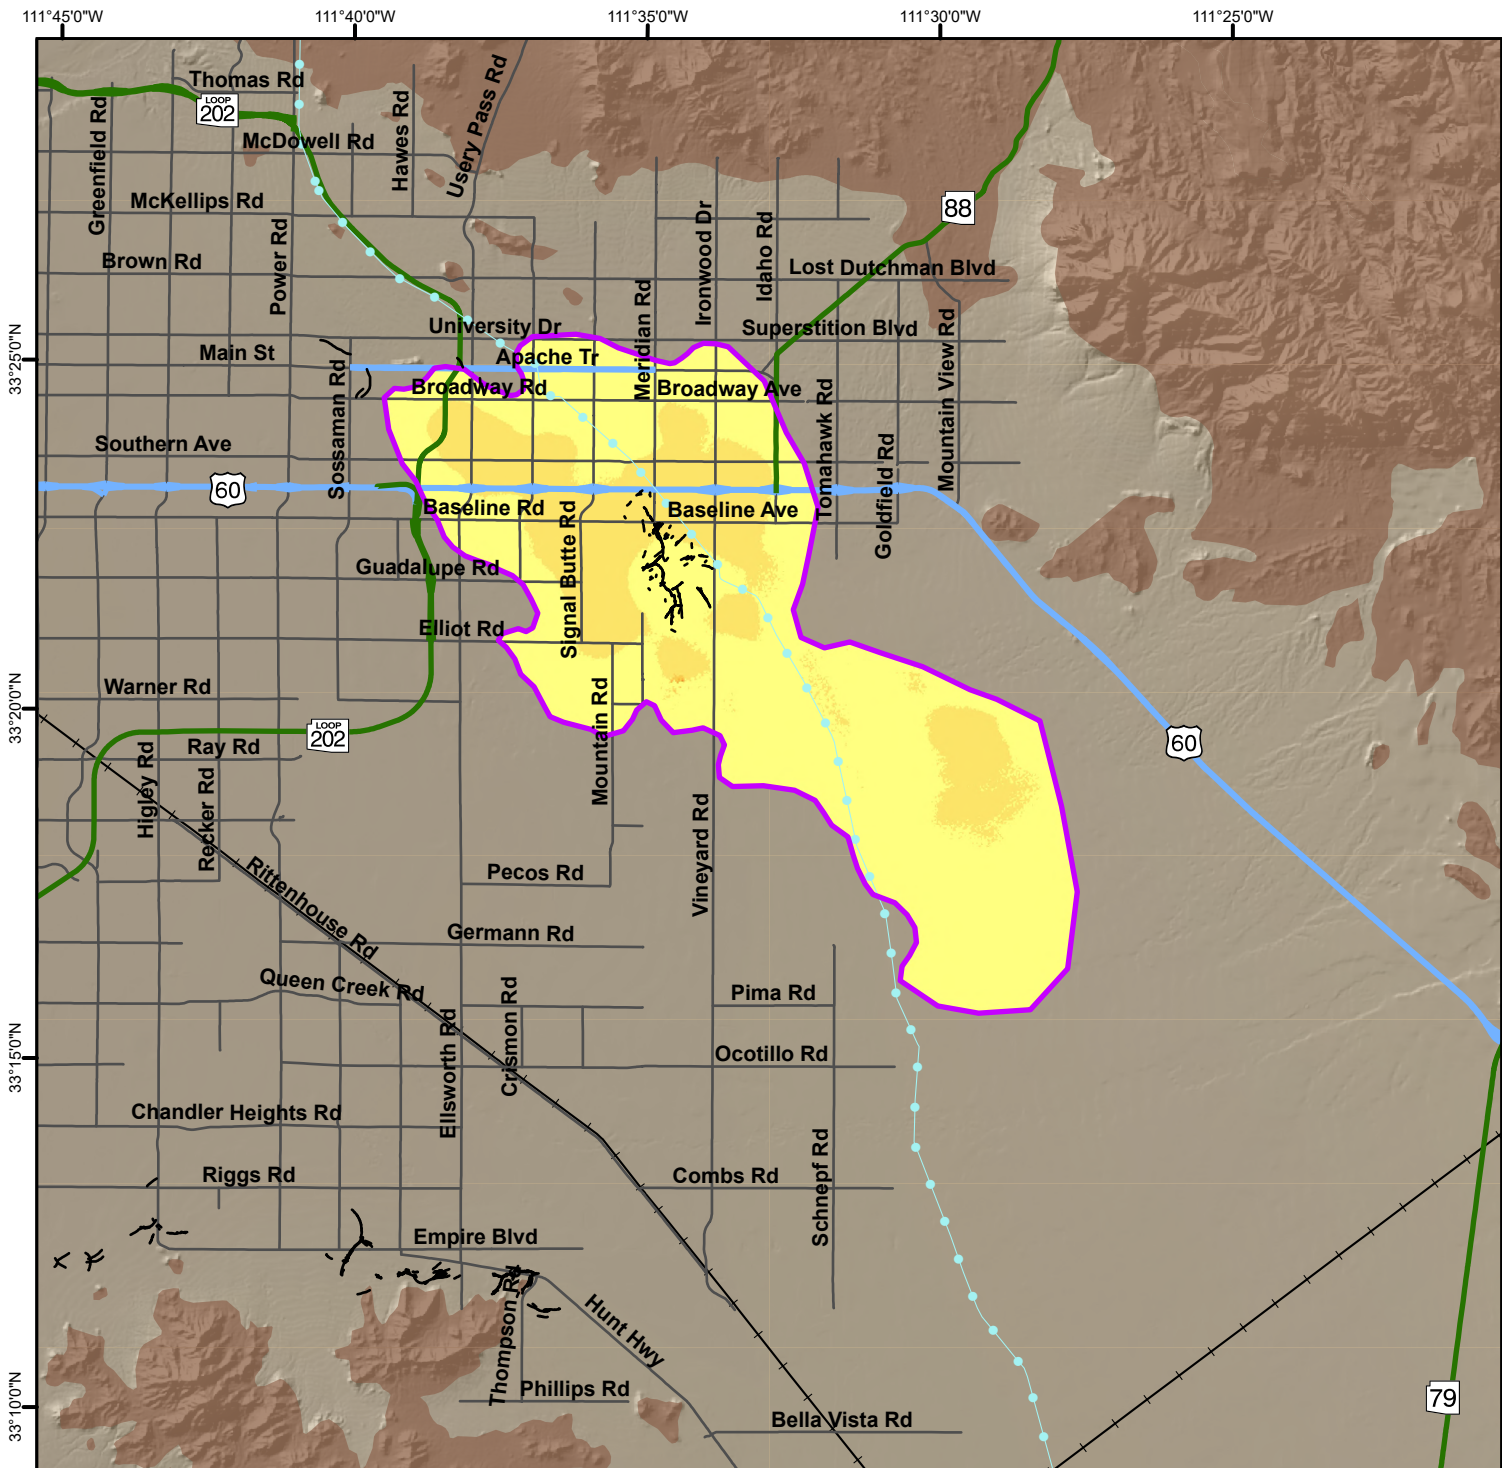 111°45'0"W
111°40'0"W
111°35'0"W
111°30'0"W
111°25'0"W
Thomas Rd
LOOP
202
McDowell Rd
Greenfield Rd
Hawes Rd
Usery Pass Rd
McKellips Rd
88
Power Rd
Ironwood Dr
Idaho Rd
Brown Rd
Lost Dutchman Blvd
Meridian Rd
University Dr
Superstition Blvd
Mountain View Rd
33°25'0"N
Main St
Apache Tr
Sossaman Rd
Broadway Rd
Broadway Ave
Tomahawk Rd
Southern Ave
Goldfield Rd
60
Baseline Rd
Baseline Ave
Signal Butte Rd
Guadalupe Rd
Elliot Rd
Warner Rd
33°20'0"N
Mountain Rd
LOOP
202
Ray Rd
60
Higley Rd
Recker Rd
Vineyard Rd
Pecos Rd
Rittenhouse Rd
Germann Rd
Queen Creek Rd
Crismon Rd
Pima Rd
33°15'0"N
Ellsworth Rd
Ocotillo Rd
Chandler Heights Rd
Schnepf Rd
Riggs Rd
Combs Rd
Empire Blvd
Thompson Rd
Hunt Hwy
Phillips Rd
79
33°10'0"N
Bella Vista Rd